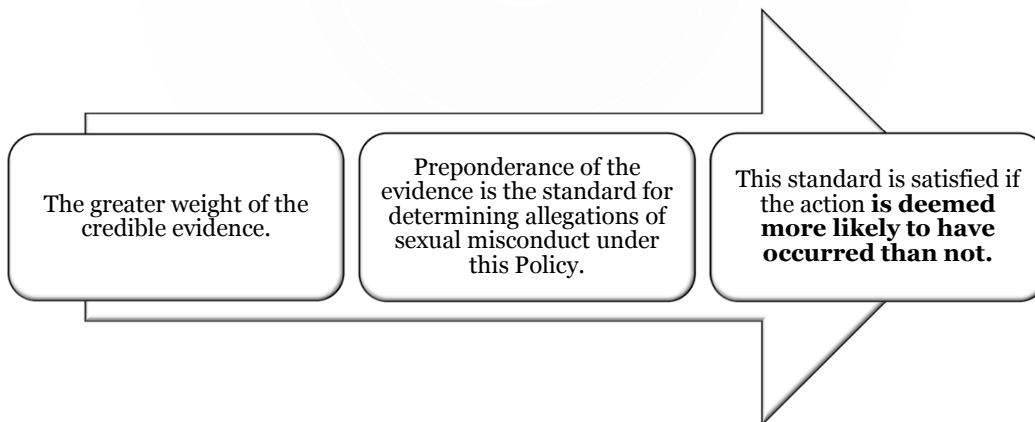 The greater weight of the
credible evidence.
Preponderance of the
evidence is the standard for
determining allegations of
sexual misconduct under
this Policy.
This standard is satisfied if
the action is deemed
more likely to have
occurred than not.